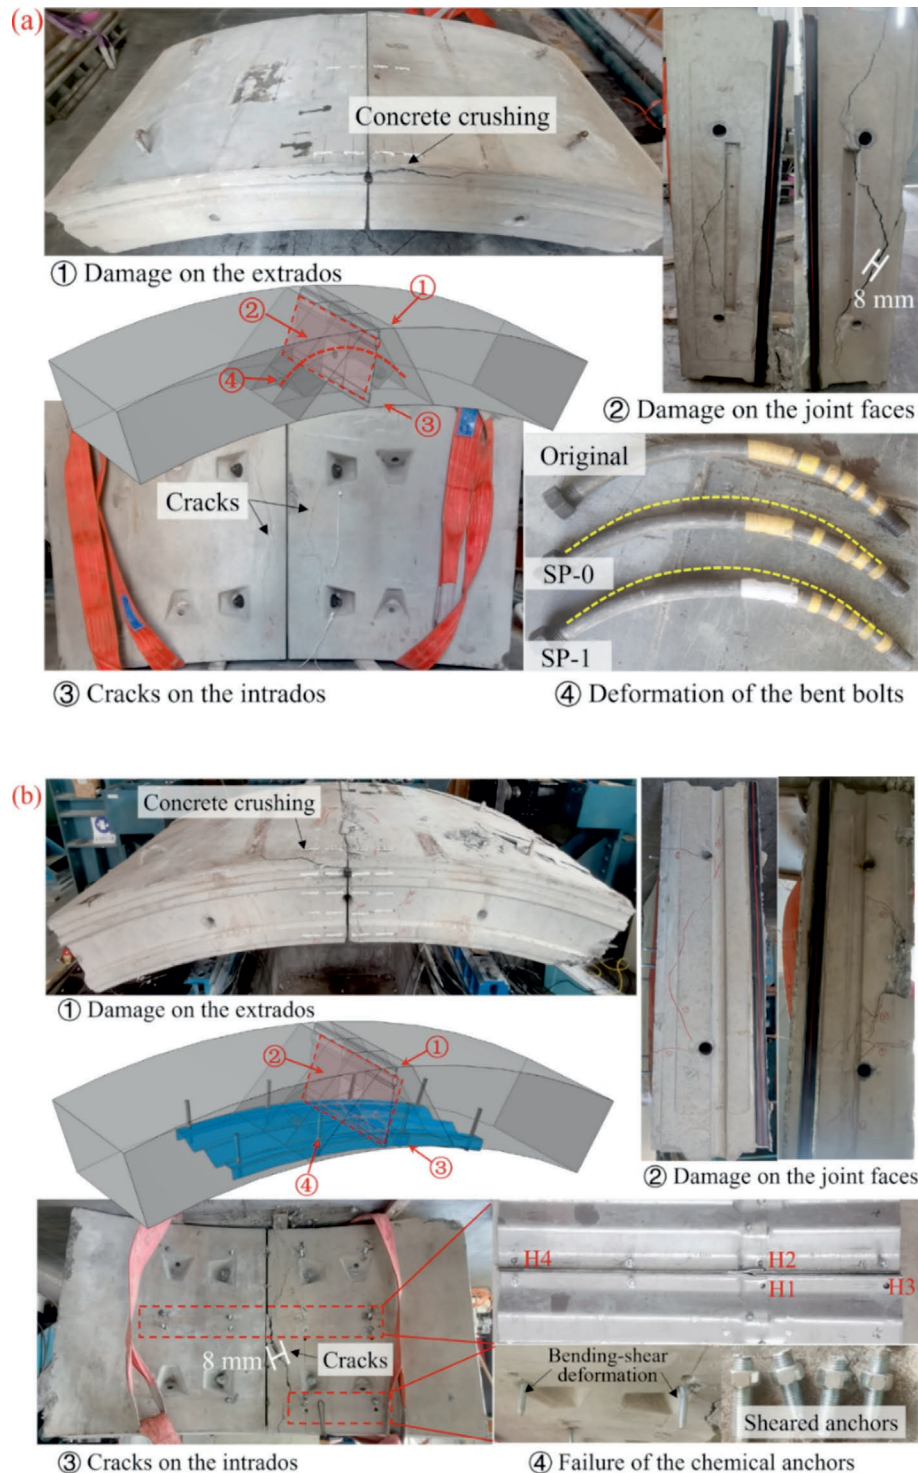 (a)
Concrete crushing
① Damage on the extrados
8 mm
② Damage on the joint faces
①
②
④
③
Cracks
③ Cracks on the intrados
Original
SP-0
SP-1
④ Deformation of the bent bolts
(b)
Concrete crushing
① Damage on the extrados
② Damage on the joint faces
②
①
③
④
8 mm
Cracks
③ Cracks on the intrados
H4
H2
H1
H3
Bending-shear
deformation
Sheared anchors
④ Failure of the chemical anchors